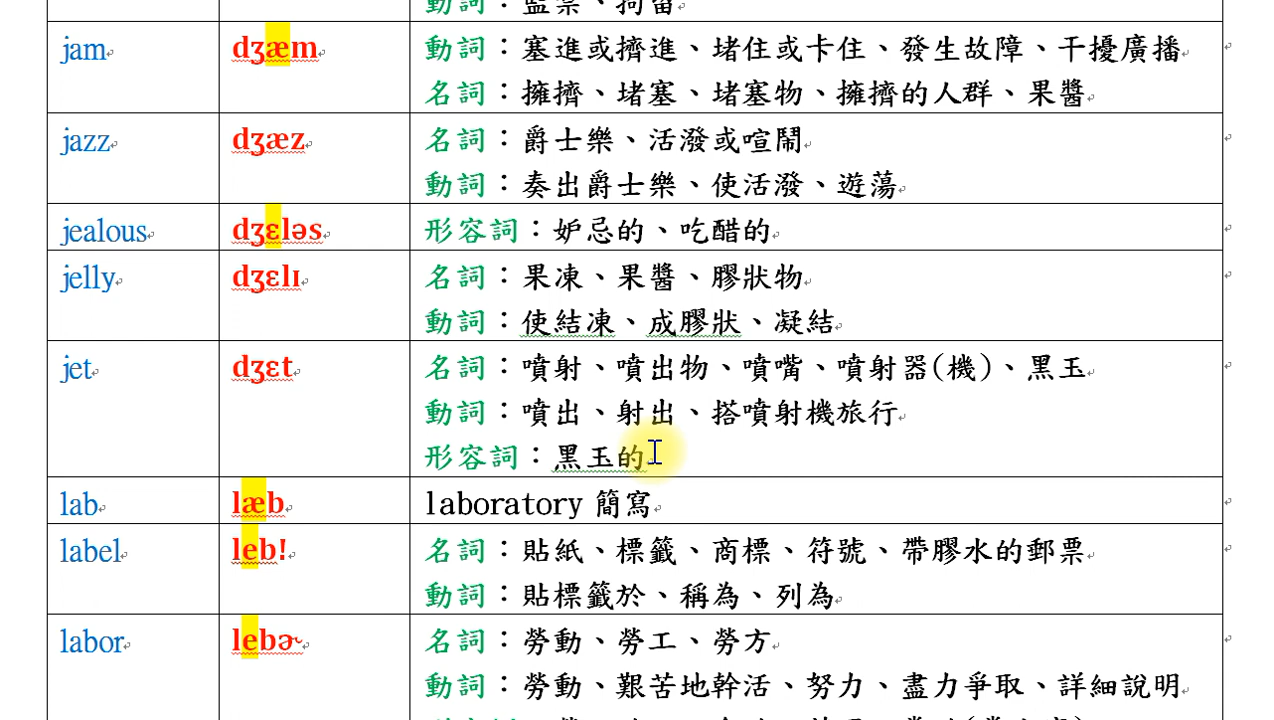 動詞：監禁、拘留
jam dʒæm 動詞：塞進或擠進、堵住或卡住、發生故障、干擾廣播
名詞：擁擠、堵塞、堵塞物、擁擠的人群、果醬
jazz dʒæz 名詞：爵士樂、活潑或喧鬧
動詞：奏出爵士樂、使活潑、遊蕩
jealous dʒɛləs 形容詞：妒忌的、吃醋的
jelly dʒɛlɪ 名詞：果凍、果醬、膠狀物
動詞：使結凍、成膠狀、凝結
jet dʒɛt 名詞：噴射、噴出物、噴嘴、噴射器(機)、黑玉
動詞：噴出、射出、搭噴射機旅行
形容詞：黑玉的
lab læb laboratory 簡寫
label leb! 名詞：貼紙、標籤、商標、符號、帶膠水的郵票
動詞：貼標籤於、稱為、列為
labor lebɚ 名詞：勞動、勞工、勞方
動詞：勞動、艱苦地幹活、努力、盡力爭取、詳細說明